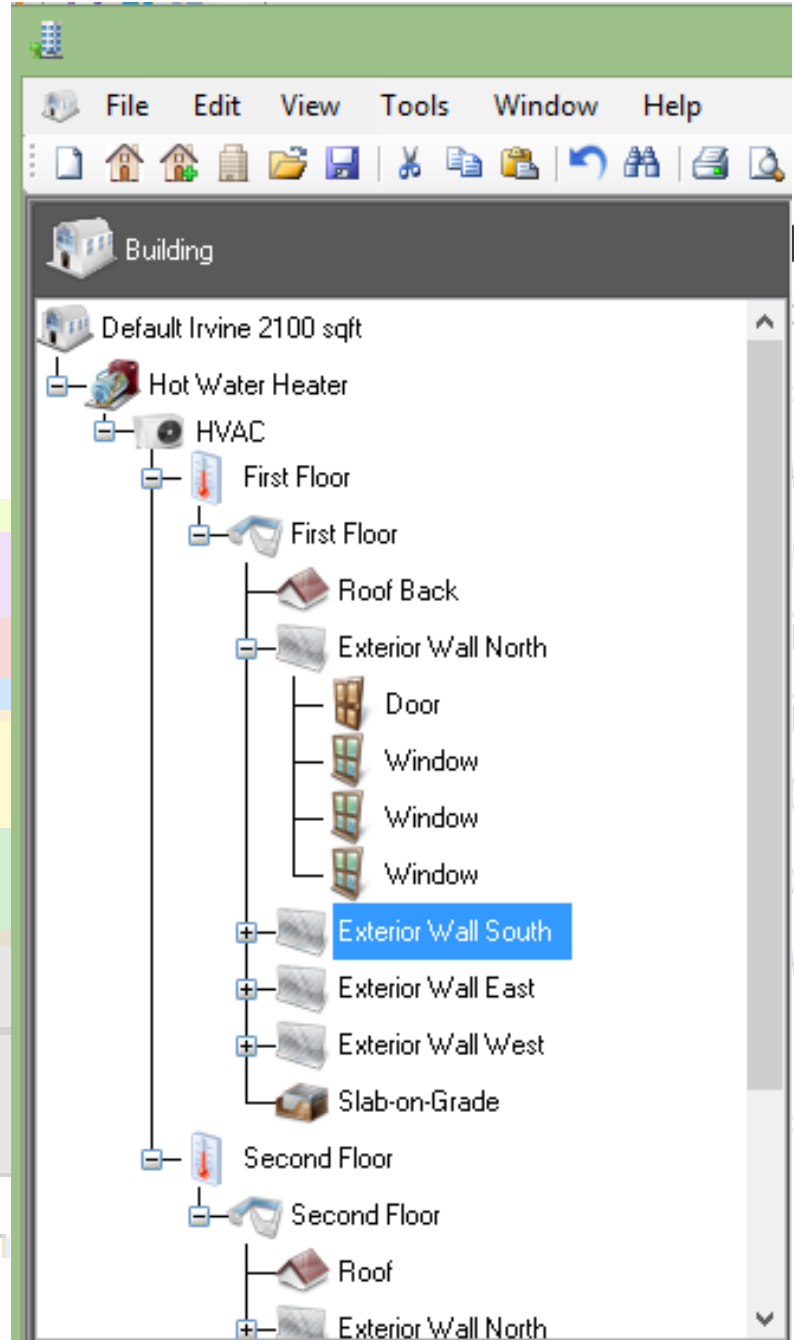 File Edit View Tools Window Help
Building
Default Irvine 2100 sqft
Hot Water Heater
HVAC
First Floor
First Floor
Roof Back
Exterior Wall North
Door
Window
Window
Window
Exterior Wall South
Exterior Wall East
Exterior Wall West
Slab-on-Grade
Second Floor
Second Floor
Roof
Exterior Wall North